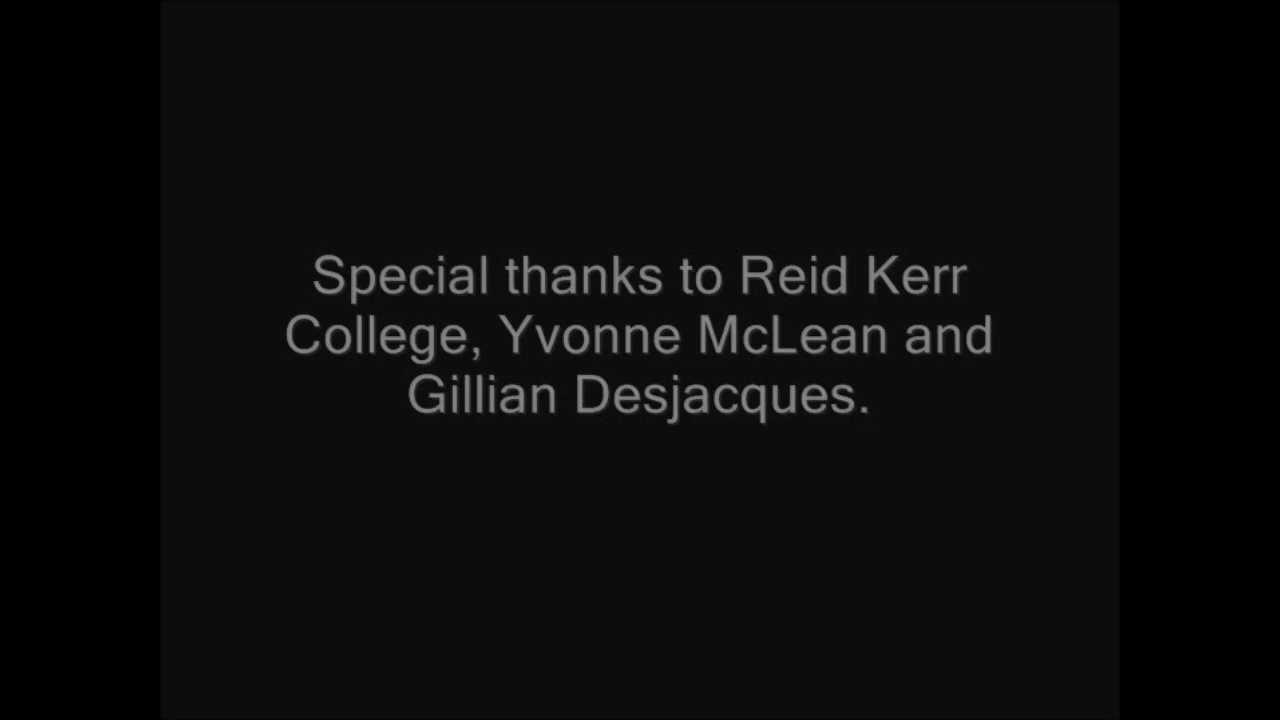 Special thanks to Reid Kerr
College, Yvonne McLean and
Gillian Desjacques.